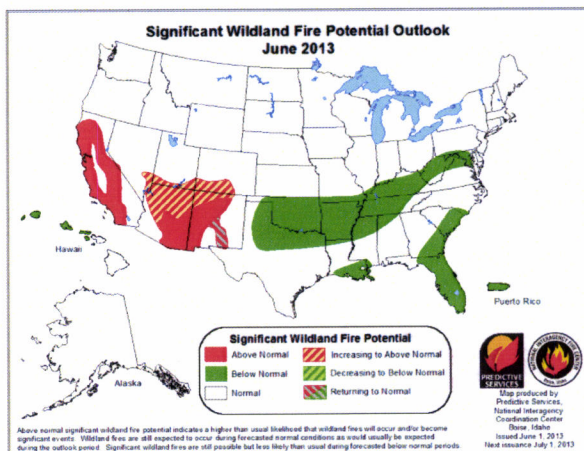 Significant Wildland Fire Potential Outlook
June 2013
Hawaii
Puerto Rico
Alaska
Significant Wildland Fire Potential
Above Normal
Increasing to Above Normal
Below Normal
Decreasing to Below Normal
Normal
Returning to Normal
PREDICTIVE
SERVICES
NATIONAL INTERAGENCY FIRE CENTER
Map produced by
Predictive Services,
National Interagency
Coordination Center
Boise, Idaho
Issued June 1, 2013
Next issuance July 1, 2013
Above normal significant wildland fire potential indicates a higher than usual likelihood that wildland fires will occur and/or become
significant events. Wildland fires are still expected to occur during forecasted normal conditions as would usually be expected
during the outlook period. Significant wildland fires are still possible but less likely than usual during forecasted below normal periods.